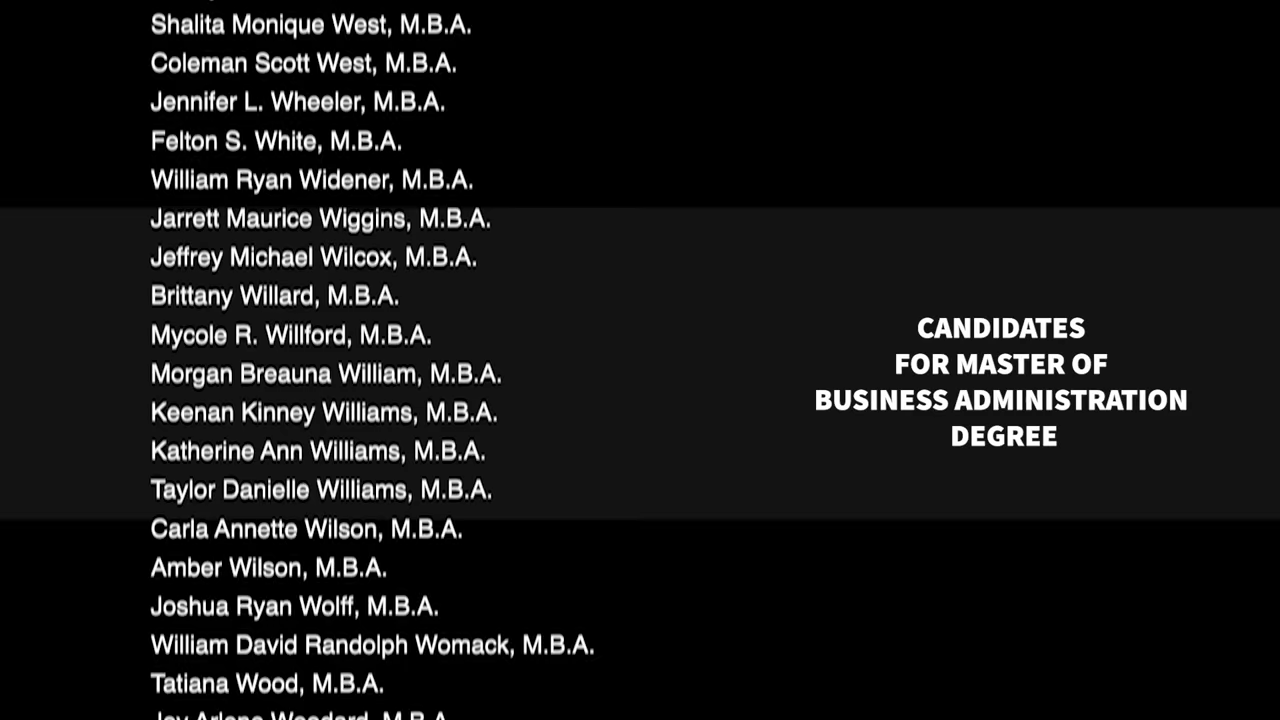 Shalita Monique West, M.B.A.
Coleman Scott West, M.B.A.
Jennifer L. Wheeler, M.B.A.
Felton S. White, M.B.A.
William Ryan Widener, M.B.A.
Jarrett Maurice Wiggins, M.B.A.
Jeffrey Michael Wilcox, M.B.A.
Brittany Willard, M.B.A.
Mycole R. Willford, M.B.A.
Morgan Breauna William, M.B.A.
Keenan Kinney Williams, M.B.A.
Katherine Ann Williams, M.B.A.
Taylor Danielle Williams, M.B.A.
Carla Annette Wilson, M.B.A.
Amber Wilson, M.B.A.
Joshua Ryan Wolff, M.B.A.
William David Randolph Womack, M.B.A.
Tatiana Wood, M.B.A.
Woodard, M.B.A.
CANDIDATES
FOR MASTER OF
BUSINESS ADMINISTRATION
DEGREE